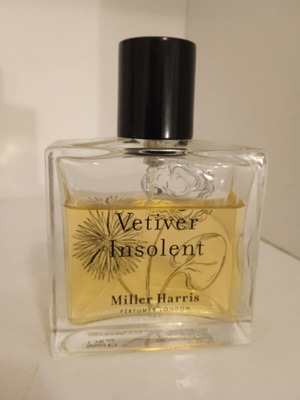 Vetiver
Insolent
Miller Harris
PERFUMER LONDON